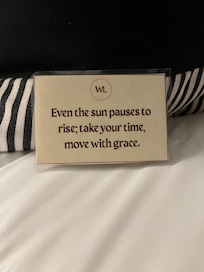 WL
Even the sun pauses to
rise; take your time,
move with grace.